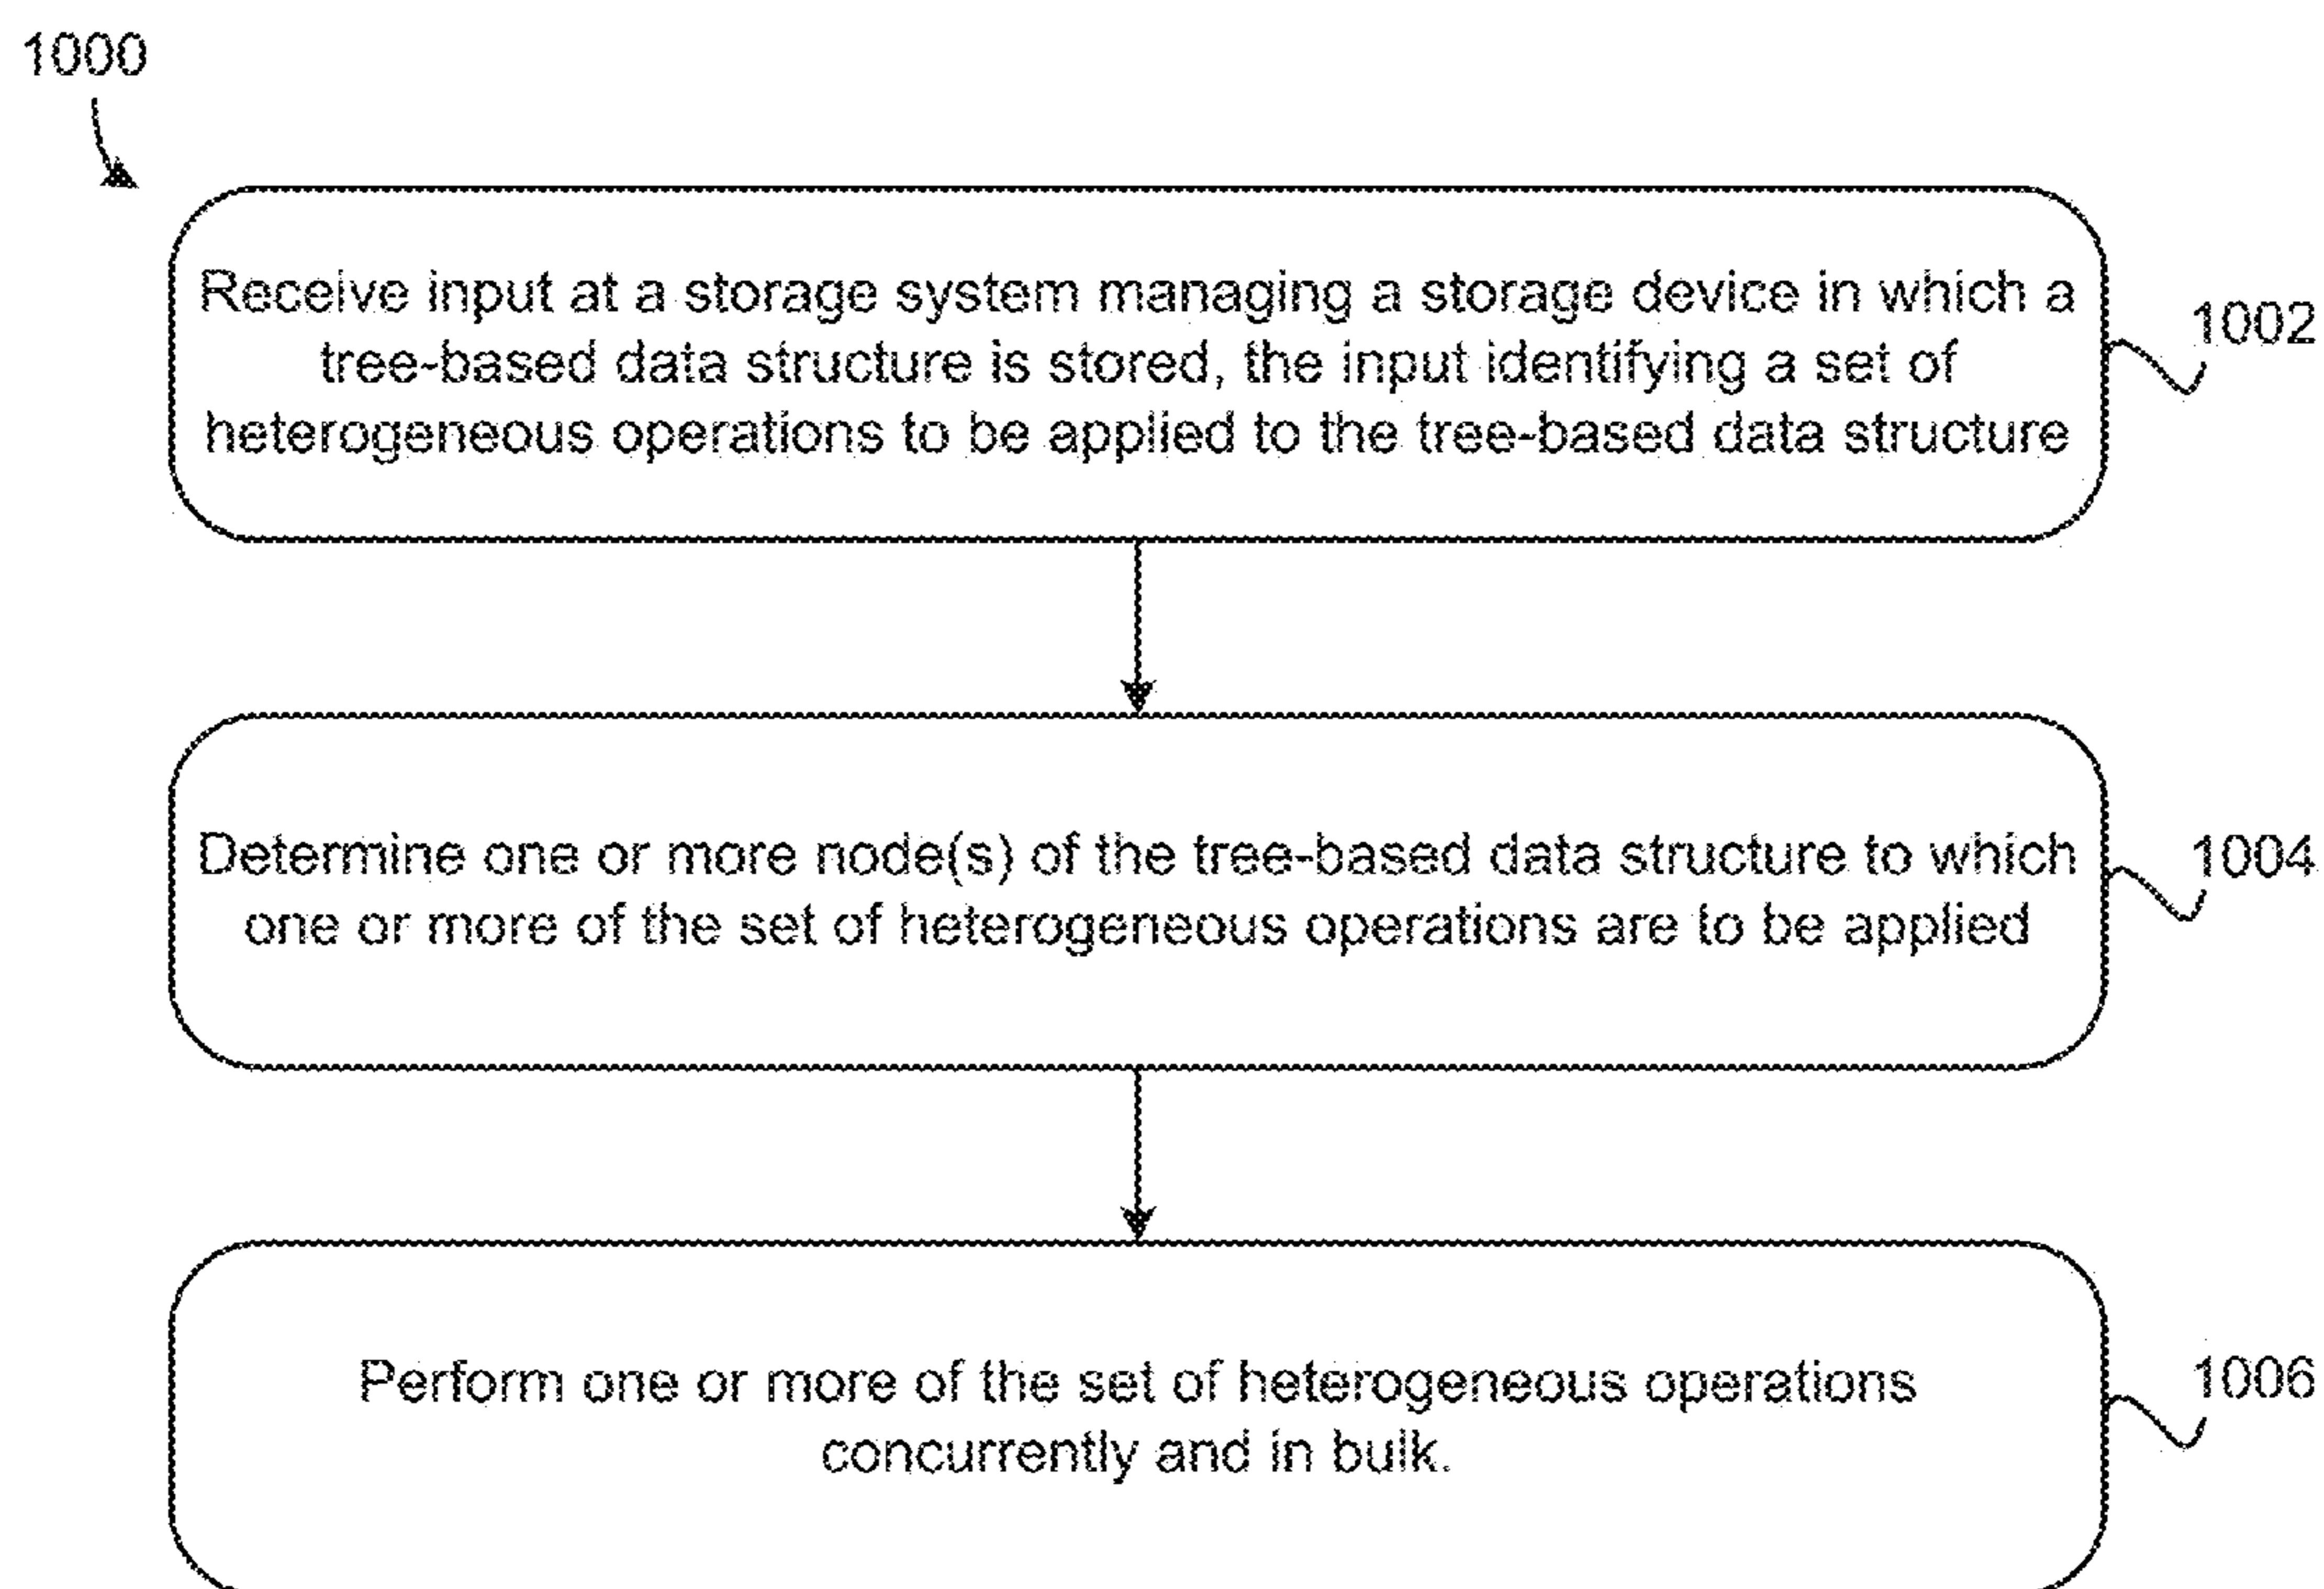 1000
Receive input at a storage system managing a storage device in which a
tree-based data structure is stored, the input identifying a set of
heterogeneous operations to be applied to the tree-based data structure
1002
Determine one or more node(s) of the tree-based data structure to which
one or more of the set of heterogeneous operations are to be applied
1004
Perform one or more of the set of heterogeneous operations
concurrently and in bulk.
1006